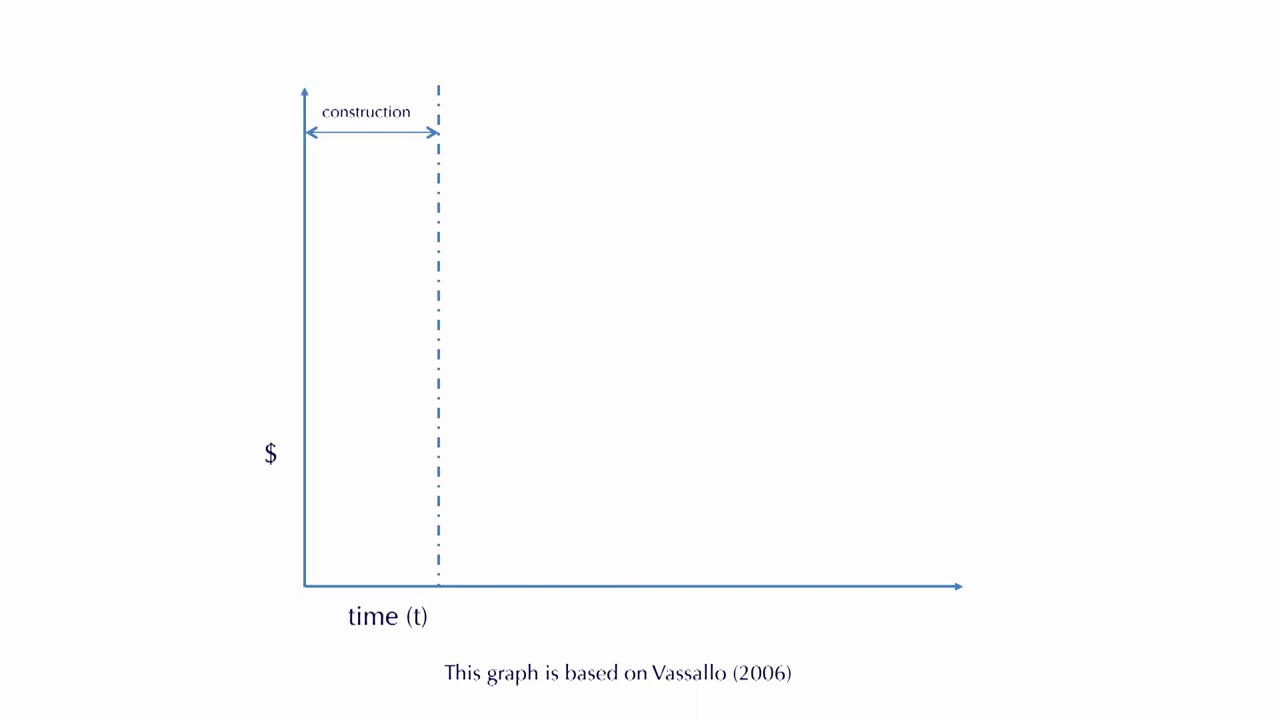 construction
$
time (t)
This graph is based on Vassallo (2006)